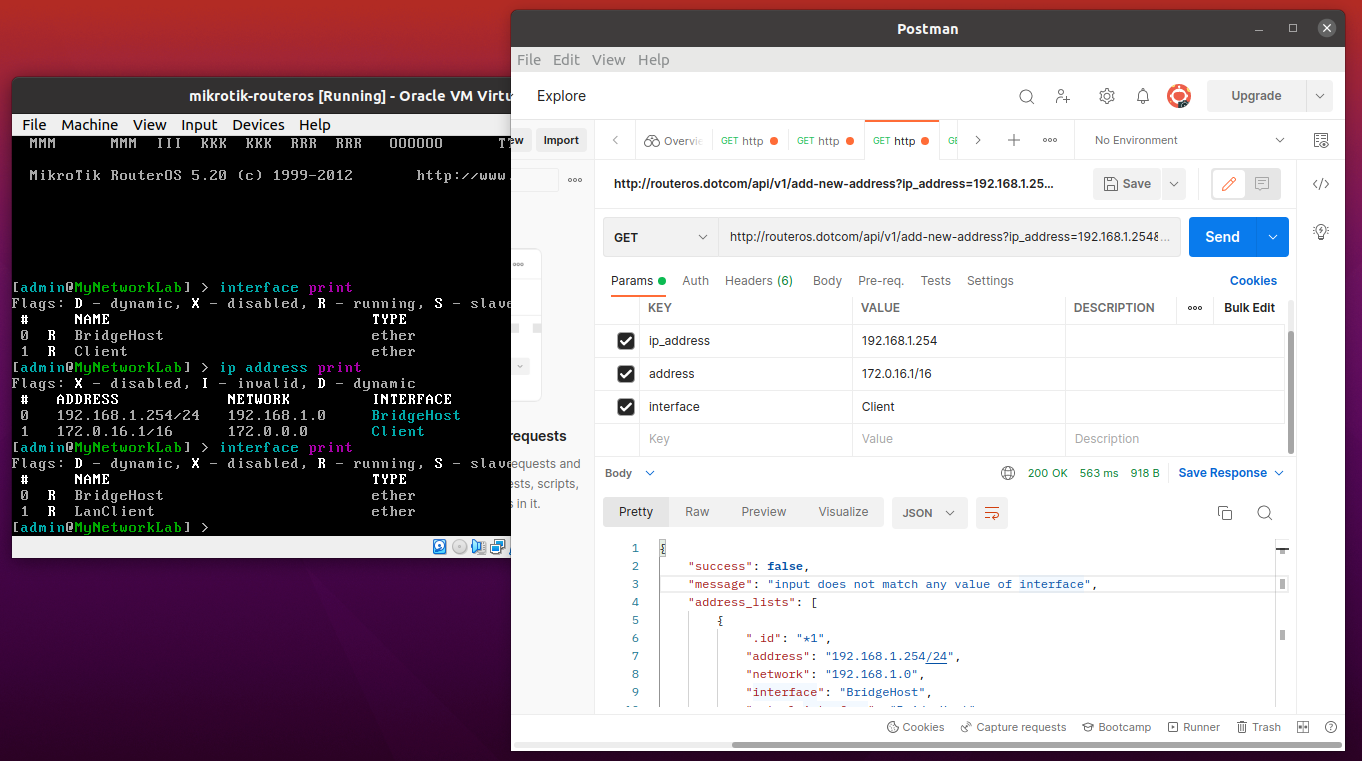 Postman
File Edit View Help
Explore
Upgrade
mikrotik-routeros [Running] - Oracle VM Virtu
File Machine View Input Devices Help
MMM MMM III KKK KKK RRR RRR OOOOOO TT
MikroTik RouterOS 5.20 (c) 1999-2012 http://www.
[admin@MyNetworkLab] > interface print
Flags: D - dynamic, X - disabled, R - running, S - slave
# NAME TYPE
0 R BridgeHost ether
1 R Client ether
[admin@MyNetworkLab] > ip address print
Flags: X - disabled, I - invalid, D - dynamic
# ADDRESS NETWORK INTERFACE
0 192.168.1.254/24 192.168.1.0 BridgeHost
1 172.0.16.1/16 172.0.0.0 Client
[admin@MyNetworkLab] > interface print
Flags: D - dynamic, X - disabled, R - running, S - slave
# NAME TYPE
0 R BridgeHost ether
1 R LanClient ether
[admin@MyNetworkLab] >
ew Import
Overvie GET http GET http GET http GE No Environment
http://routeros.dotcom/api/v1/add-new-address?ip_address=192.168.1.25... Save
GET http://routeros.dotcom/api/v1/add-new-address?ip_address=192.168.1.254&... Send
Params Auth Headers (6) Body Pre-req. Tests Settings Cookies
KEY VALUE DESCRIPTION Bulk Edit
ip_address 192.168.1.254
address 172.0.16.1/16
interface Client
Key Value Description
requests
equests and
ests, scripts,
s in it.
Body 200 OK 563 ms 918 B Save Response
Pretty Raw Preview Visualize JSON
1 {
2 "success": false,
3 "message": "input does not match any value of interface",
4 "address_lists": [
5 {
6 ".id": "*1",
7 "address": "192.168.1.254/24",
8 "network": "192.168.1.0",
9 "interface": "BridgeHost",
Cookies Capture requests Bootcamp Runner Trash